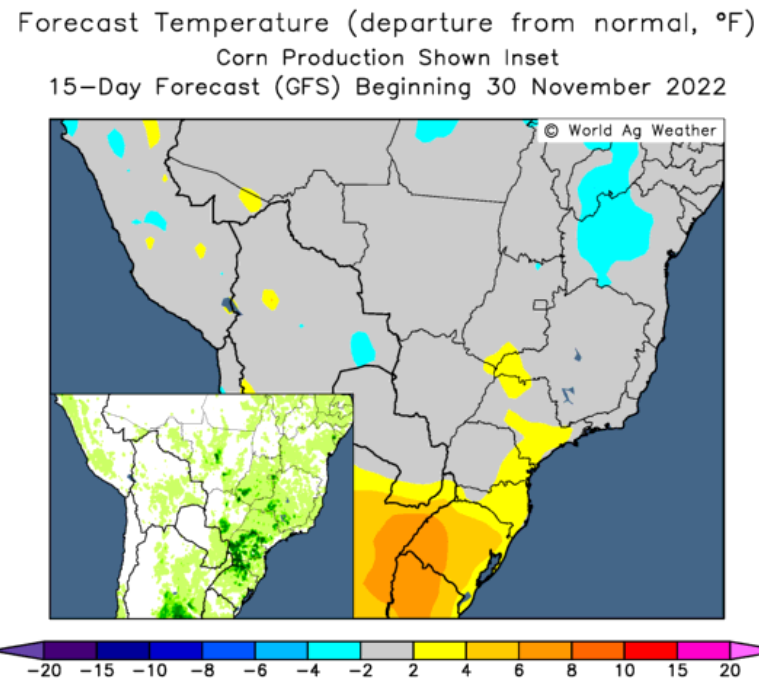 Forecast Temperature (departure from normal, °F)
Corn Production Shown Inset
15-Day Forecast (GFS) Beginning 30 November 2022
© World Ag Weather
-20 -15 -10 -8 -6 -4 -2 2 4 6 8 10 15 20